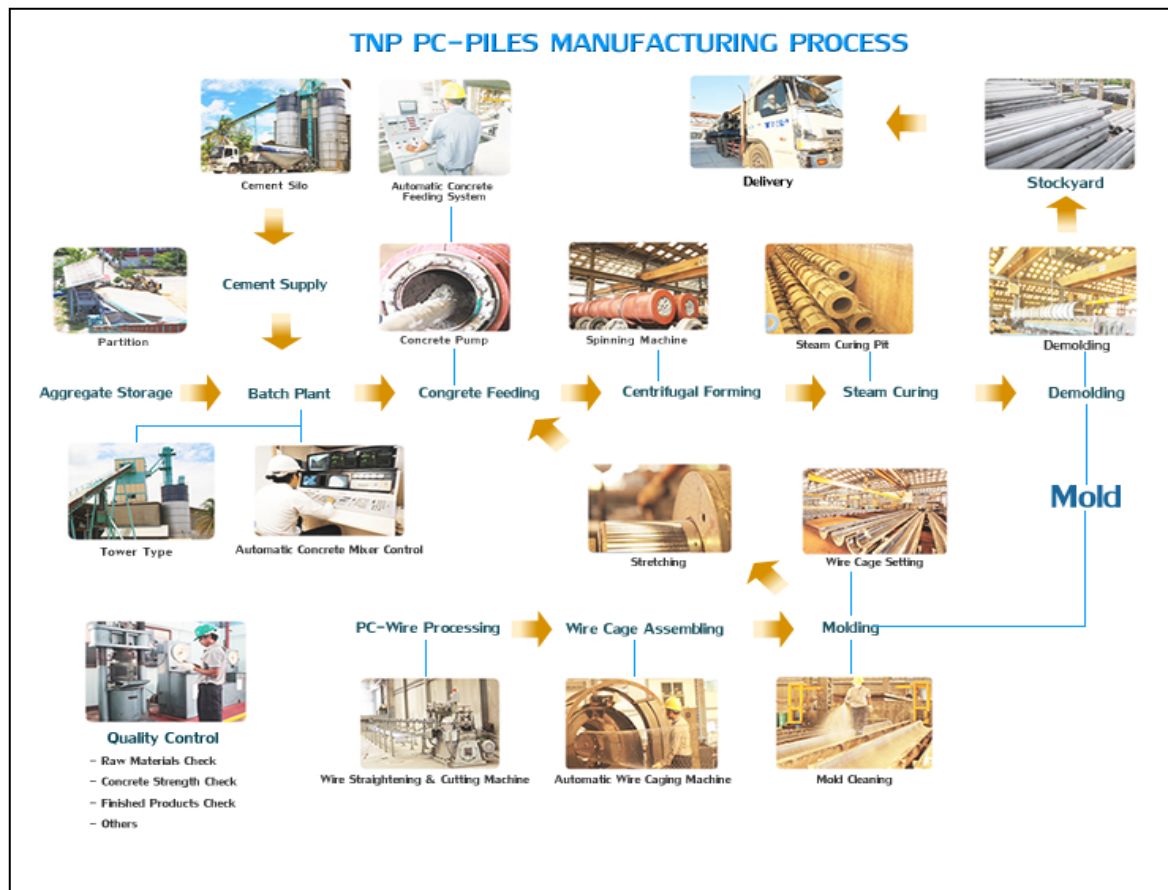 TNP PC-PILES MANUFACTURING PROCESS
Cement Silo
Automatic Concrete
Feeding System
Delivery
Stockyard
Cement Supply
Partition
Concrete Pump
Spinning Machine
Steam Curing Pit
Demolding
Aggregate Storage
Batch Plant
Congrete Feeding
Centrifugal Forming
Steam Curing
Demolding
Mold
Tower Type
Automatic Concrete Mixer Control
Stretching
Wire Cage Setting
PC-Wire Processing
Wire Cage Assembling
Molding
Quality Control
- Raw Materials Check
- Concrete Strength Check
- Finished Products Check
- Others
Wire Straightening & Cutting Machine
Automatic Wire Caging Machine
Mold Cleaning